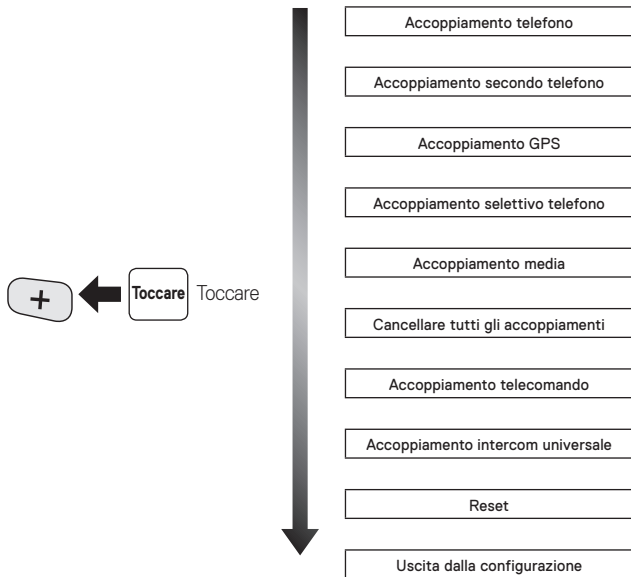 Accoppiamento telefono
Accoppiamento secondo telefono
Accoppiamento GPS
Accoppiamento selettivo telefono
Accoppiamento media
+ Toccare Toccare
Cancellare tutti gli accoppiamenti
Accoppiamento telecomando
Accoppiamento intercom universale
Reset
Uscita dalla configurazione